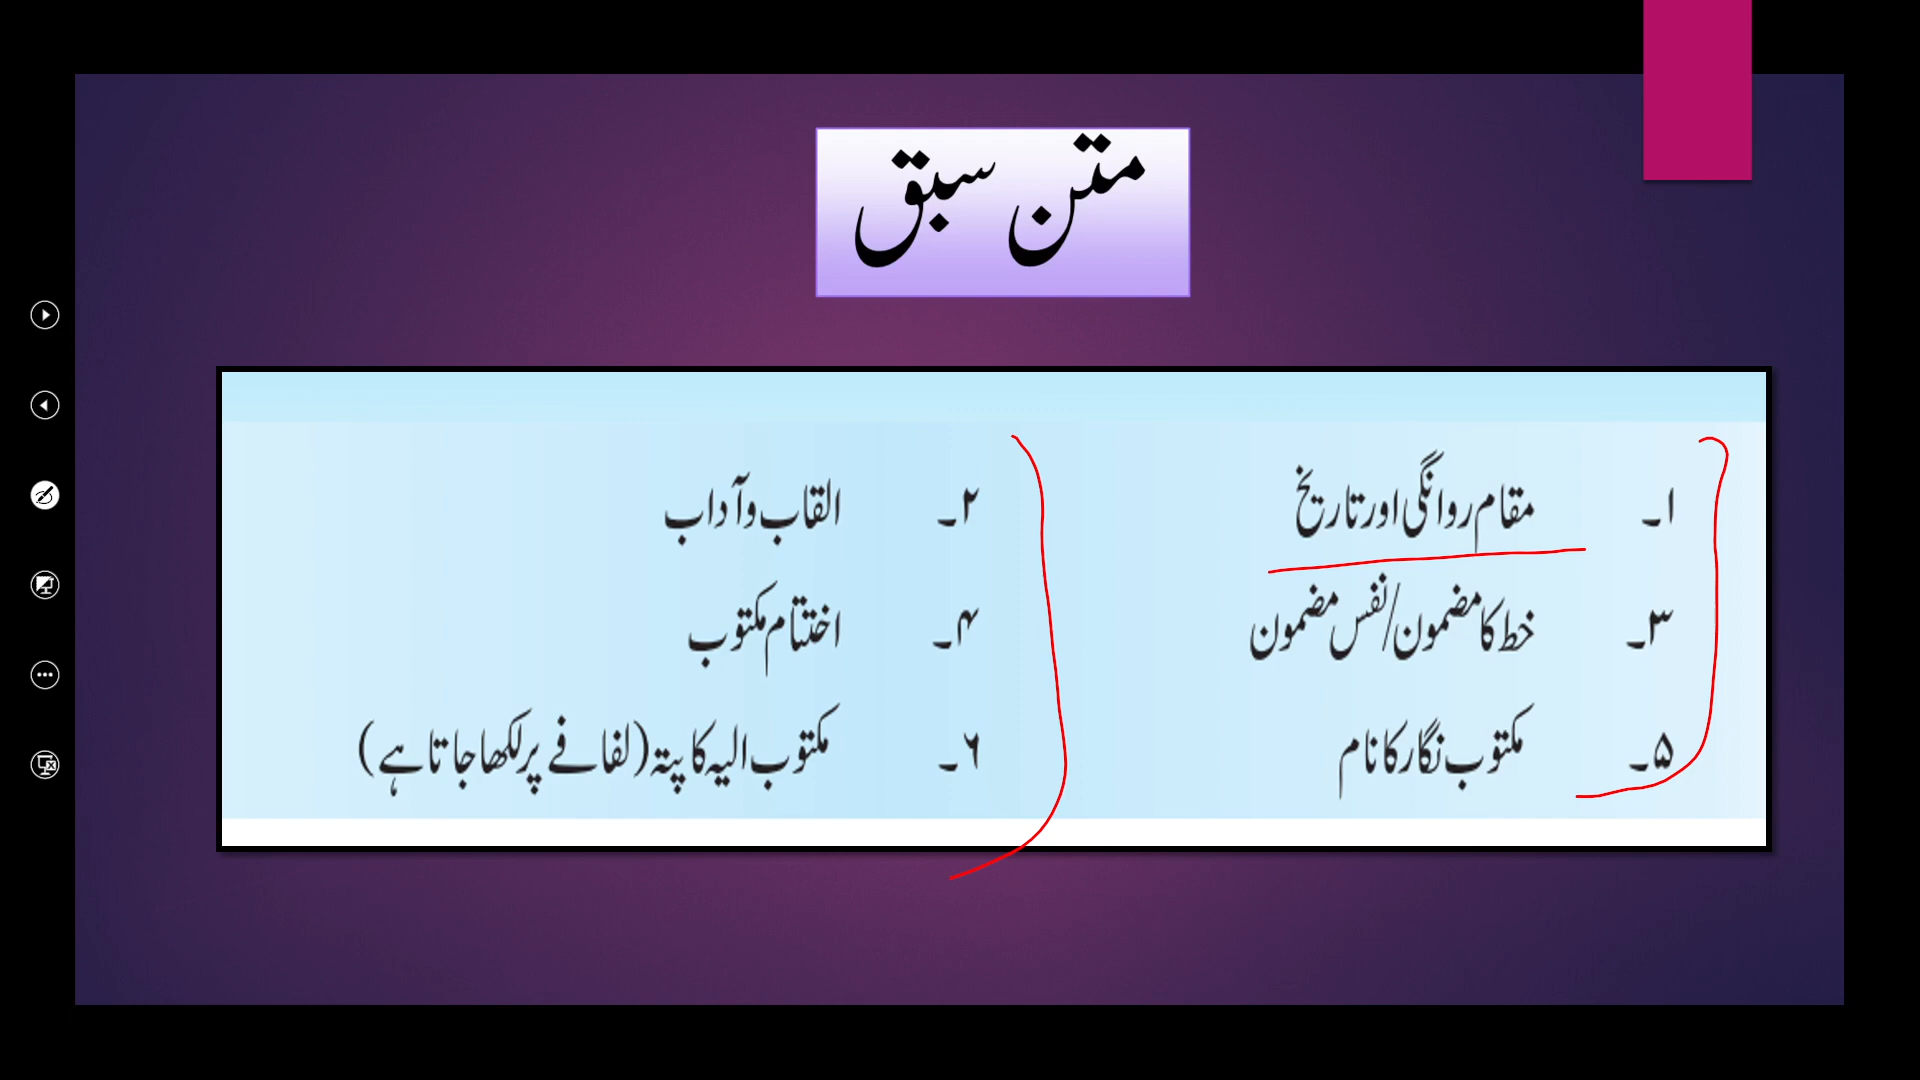 متن سبق
۱۔ مقام روانگی اور تاریخ ۲۔ القاب و آداب
۳۔ خط کا مضمون/نفس مضمون ۴۔ اختتام مکتوب
۵۔ مکتوب نگار کا نام ۶۔ مکتوب الیہ کا پتہ (لفافے پر لکھا جاتا ہے)